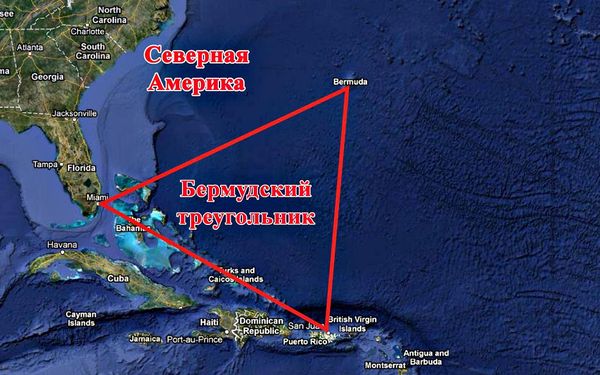 North
Carolina
Charlotte
Atlanta
South
Carolina
Georgia
Северная
Америка
Bermuda
Jacksonville
Tampa
Florida
Miami
Бермудский
треугольник
The
Bahamas
Havana
Cuba
Turks and
Caicos Islands
Cayman
Islands
Haiti
Dominican
Republic
San Juan
British Virgin
Islands
Jamaica
Port-au-Prince
Puerto Rico
Antigua and
Barbuda
Montserrat